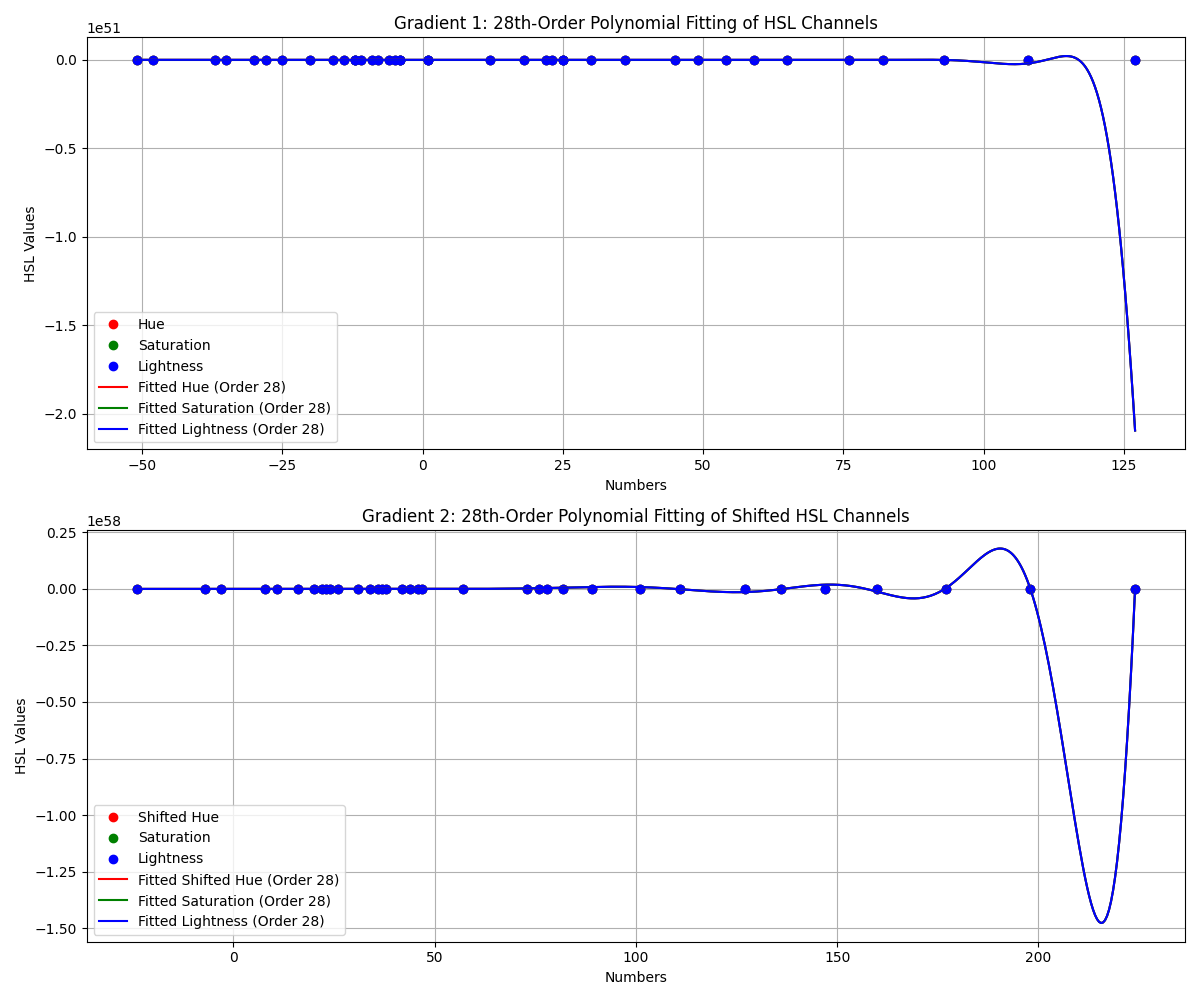 Gradient 1: 28th-Order Polynomial Fitting of HSL Channels
1e51
0.0
−0.5
−1.0
−1.5
−2.0
HSL Values
Hue
Saturation
Lightness
Fitted Hue (Order 28)
Fitted Saturation (Order 28)
Fitted Lightness (Order 28)
−50 −25 0 25 50 75 100 125
Numbers
Gradient 2: 28th-Order Polynomial Fitting of Shifted HSL Channels
1e58
0.25
0.00
−0.25
−0.50
−0.75
−1.00
−1.25
−1.50
HSL Values
Shifted Hue
Saturation
Lightness
Fitted Shifted Hue (Order 28)
Fitted Saturation (Order 28)
Fitted Lightness (Order 28)
0 50 100 150 200
Numbers